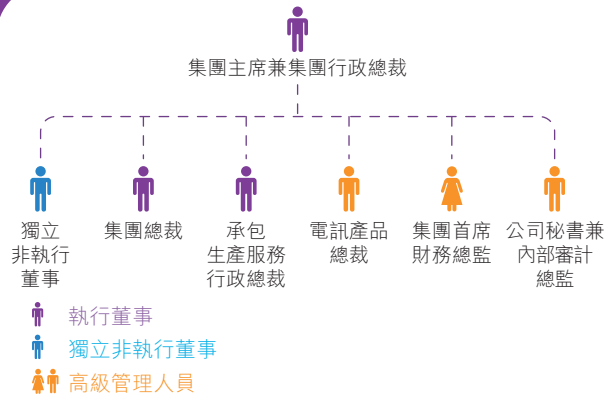 集團主席兼集團行政總裁
獨立
非執行
董事
集團總裁
承包
生產服務
行政總裁
電訊產品
總裁
集團首席
財務總監
公司秘書兼
內部審計
總監
執行董事
獨立非執行董事
高級管理人員